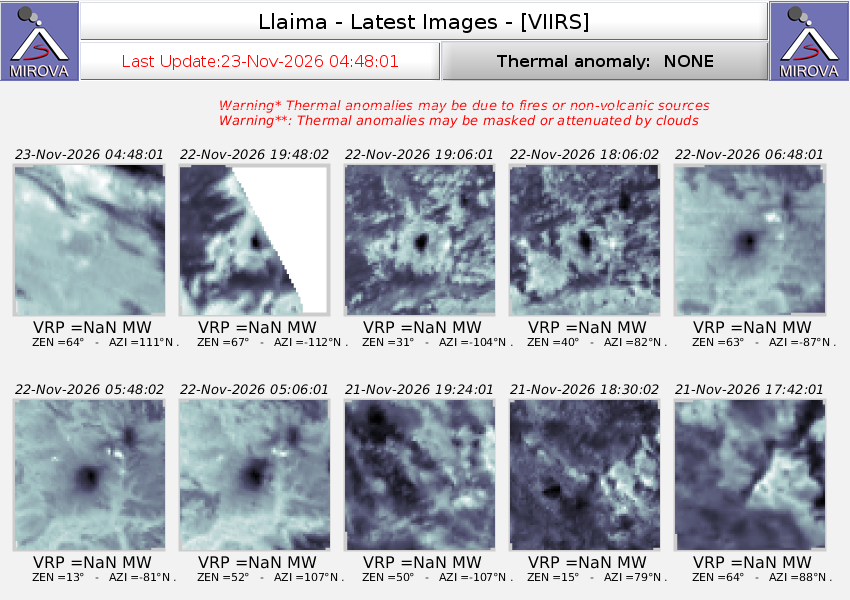 Llaima - Latest Images - [VIIRS]
MIROVA
Last Update:23-Nov-2026 04:48:01
Thermal anomaly: NONE
MIROVA
Warning* Thermal anomalies may be due to fires or non-volcanic sources
Warning**: Thermal anomalies may be masked or attenuated by clouds
23-Nov-2026 04:48:01
22-Nov-2026 19:48:02
22-Nov-2026 19:06:01
22-Nov-2026 18:06:02
22-Nov-2026 06:48:01
VRP =NaN MW
VRP =NaN MW
VRP =NaN MW
VRP =NaN MW
VRP =NaN MW
ZEN =64° - AZI =111°N .
ZEN =67° - AZI =-112°N .
ZEN =31° - AZI =-104°N .
ZEN =40° - AZI =82°N .
ZEN =63° - AZI =-87°N .
22-Nov-2026 05:48:02
22-Nov-2026 05:06:01
21-Nov-2026 19:24:01
21-Nov-2026 18:30:02
21-Nov-2026 17:42:01
VRP =NaN MW
VRP =NaN MW
VRP =NaN MW
VRP =NaN MW
VRP =NaN MW
ZEN =13° - AZI =-81°N .
ZEN =52° - AZI =107°N .
ZEN =50° - AZI =-107°N .
ZEN =15° - AZI =79°N .
ZEN =64° - AZI =88°N .